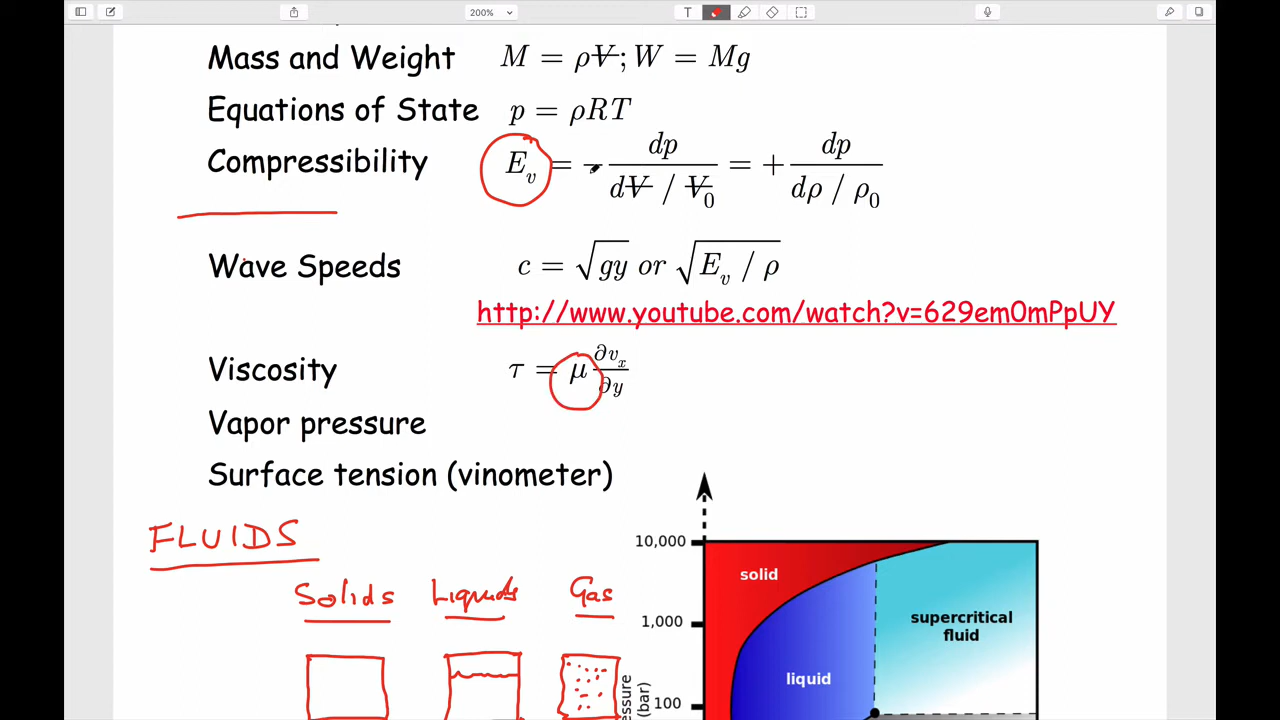 200%
T
Mass and Weight M = ρV̶ ; W = Mg
Equations of State p = ρRT
Compressibility E_v = − dp / (dV̶ / V̶_0) = + dp / (dρ / ρ_0)
Wave Speeds c = √(gy) or √(E_v / ρ)
http://www.youtube.com/watch?v=629em0mPpUY
Viscosity τ = μ ∂v_x / ∂y
Vapor pressure
Surface tension (vinometer)
FLUIDS
Solids Liquids Gas
10,000
solid
1,000
supercritical
fluid
liquid
100
(bar)